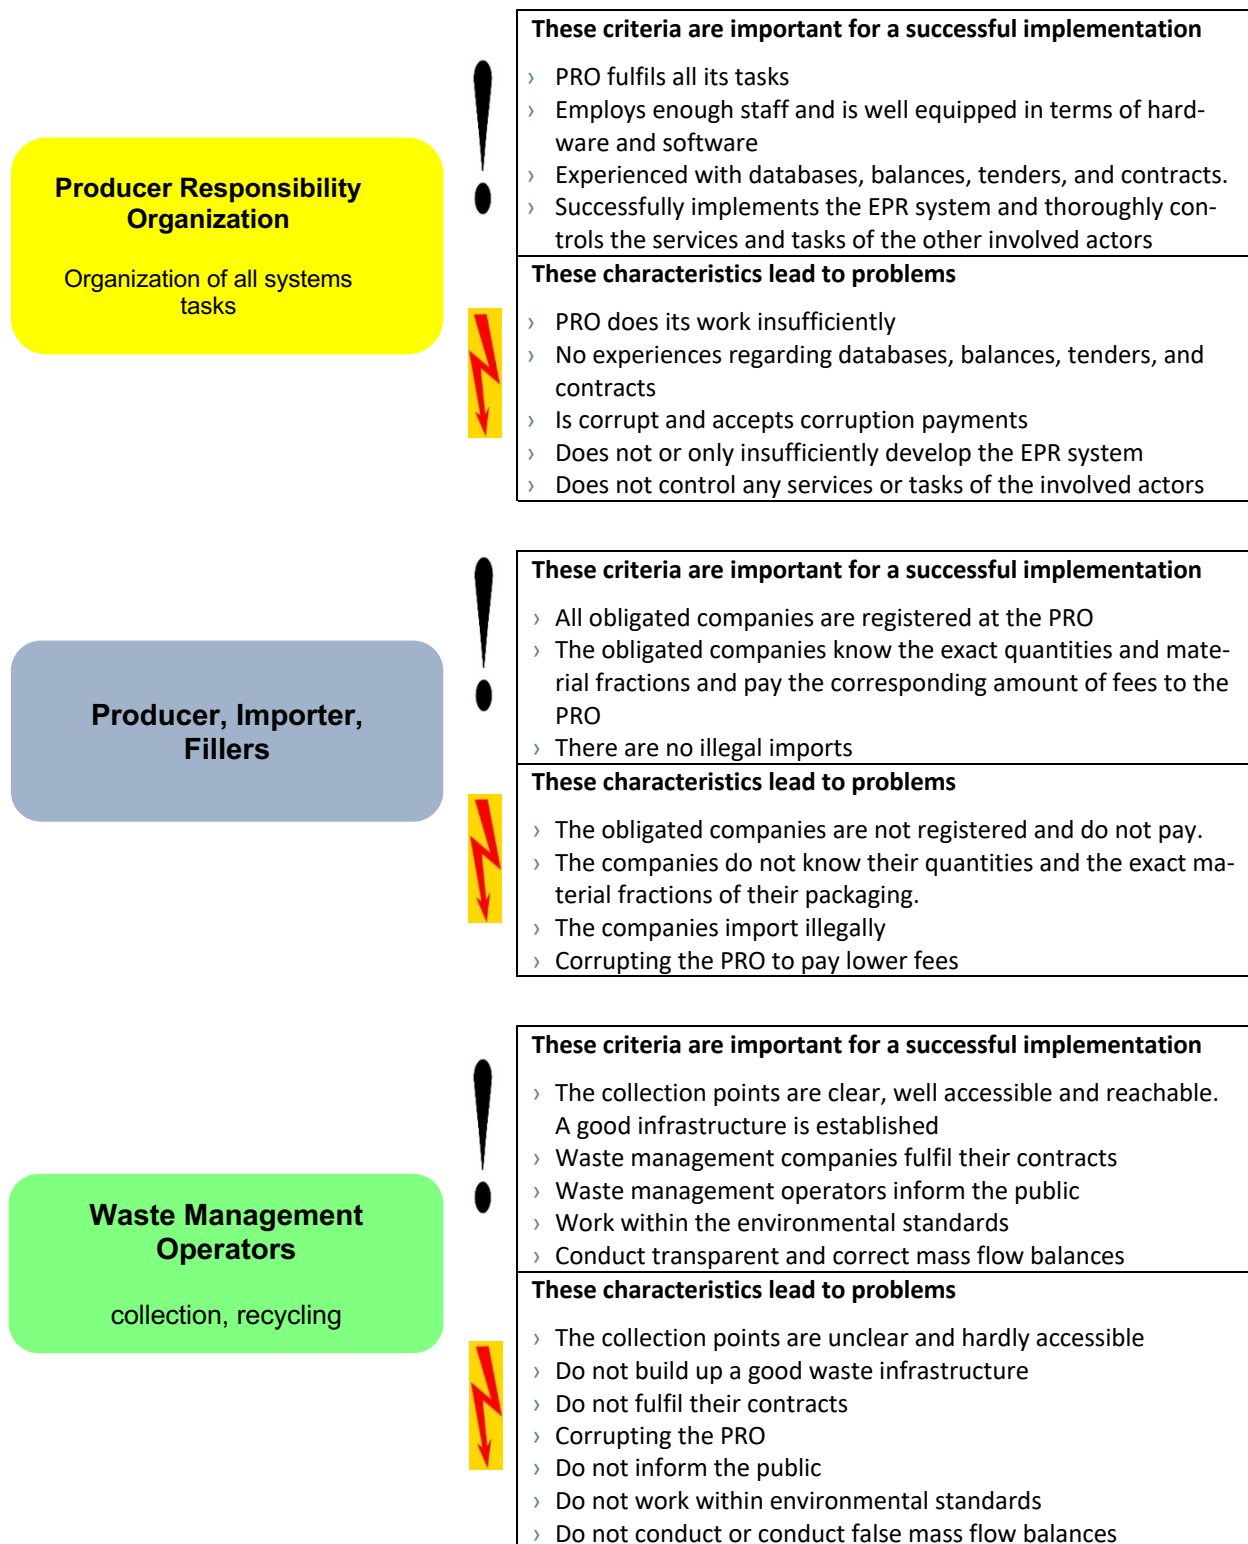 Producer Responsibility
Organization
Organization of all systems
tasks
These criteria are important for a successful implementation
› PRO fulfils all its tasks
› Employs enough staff and is well equipped in terms of hard-
ware and software
› Experienced with databases, balances, tenders, and contracts.
› Successfully implements the EPR system and thoroughly con-
trols the services and tasks of the other involved actors
These characteristics lead to problems
› PRO does its work insufficiently
› No experiences regarding databases, balances, tenders, and
contracts
› Is corrupt and accepts corruption payments
› Does not or only insufficiently develop the EPR system
› Does not control any services or tasks of the involved actors
Producer, Importer,
Fillers
These criteria are important for a successful implementation
› All obligated companies are registered at the PRO
› The obligated companies know the exact quantities and mate-
rial fractions and pay the corresponding amount of fees to the
PRO
› There are no illegal imports
These characteristics lead to problems
› The obligated companies are not registered and do not pay.
› The companies do not know their quantities and the exact ma-
terial fractions of their packaging.
› The companies import illegally
› Corrupting the PRO to pay lower fees
Waste Management
Operators
collection, recycling
These criteria are important for a successful implementation
› The collection points are clear, well accessible and reachable.
A good infrastructure is established
› Waste management companies fulfil their contracts
› Waste management operators inform the public
› Work within the environmental standards
› Conduct transparent and correct mass flow balances
These characteristics lead to problems
› The collection points are unclear and hardly accessible
› Do not build up a good waste infrastructure
› Do not fulfil their contracts
› Corrupting the PRO
› Do not inform the public
› Do not work within environmental standards
› Do not conduct or conduct false mass flow balances